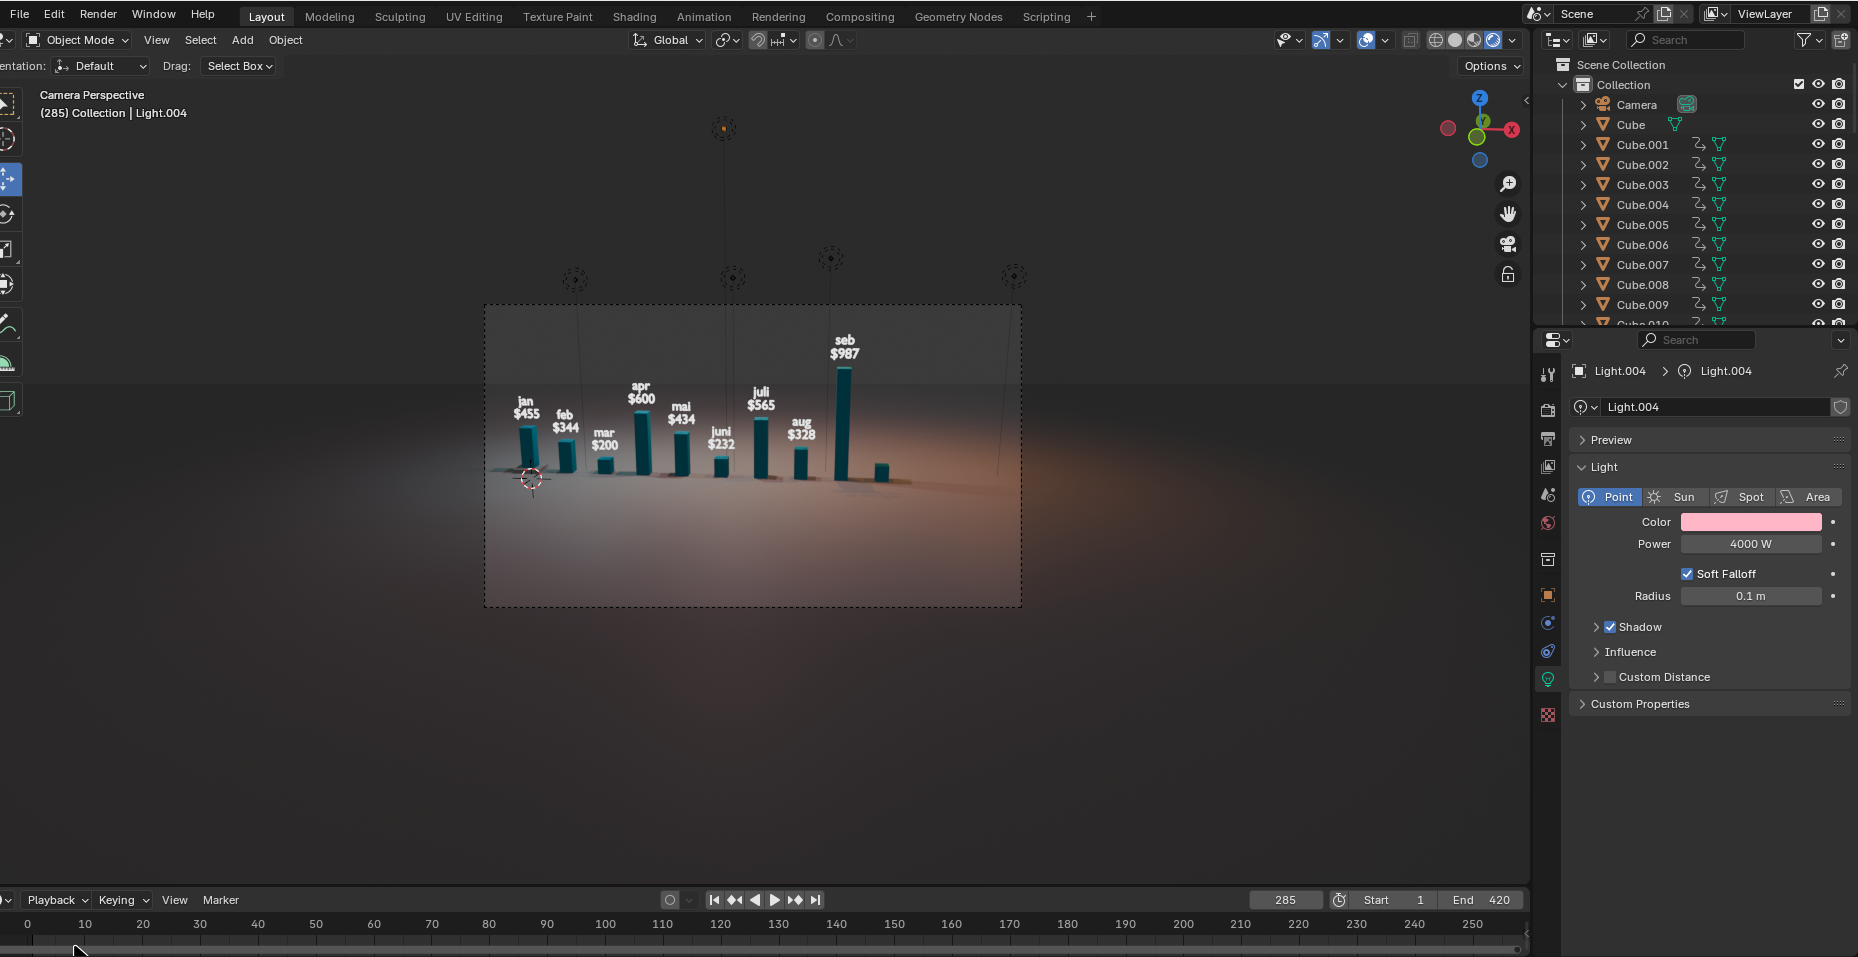 File Edit Render Window Help Layout Modeling Sculpting UV Editing Texture Paint Shading Animation Rendering Compositing Geometry Nodes Scripting + Scene ViewLayer
Object Mode View Select Add Object Global Search
entation: Default Drag: Select Box Options
Scene Collection
Collection
Camera
Cube
Cube.001
Cube.002
Cube.003
Cube.004
Cube.005
Cube.006
Cube.007
Cube.008
Cube.009
Cube.010
Camera Perspective
(285) Collection | Light.004
Z
Y
X
jan
$455
feb
$344
mar
$200
apr
$600
mai
$434
juni
$232
juli
$565
aug
$328
seb
$987
Search
Light.004 > Light.004
Light.004
Preview
Light
Point Sun Spot Area
Color
Power 4000 W
Soft Falloff
Radius 0.1 m
Shadow
Influence
Custom Distance
Custom Properties
Playback Keying View Marker 285 Start 1 End 420
0 10 20 30 40 50 60 70 80 90 100 110 120 130 140 150 160 170 180 190 200 210 220 230 240 250